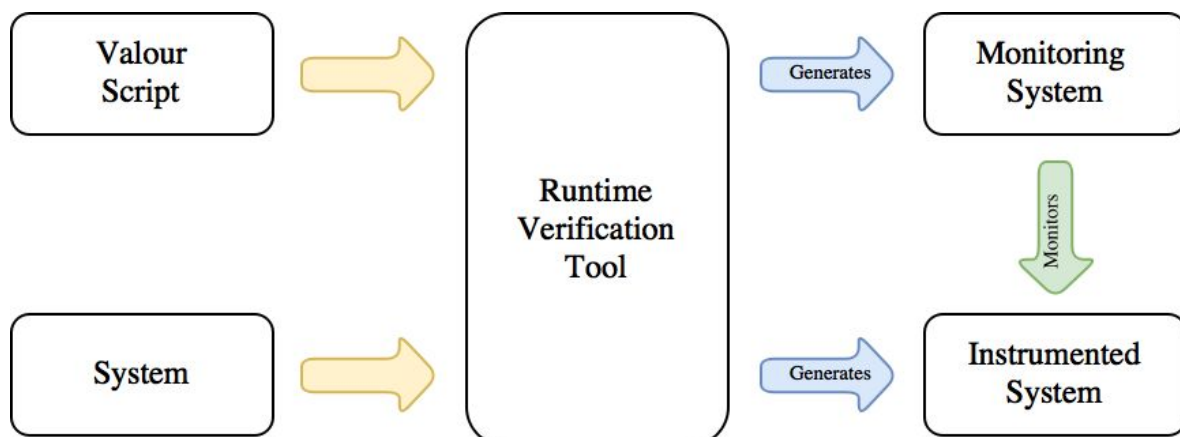 Valour
Script
Generates
Monitoring
System
Runtime
Verification
Tool
Monitors
System
Generates
Instrumented
System